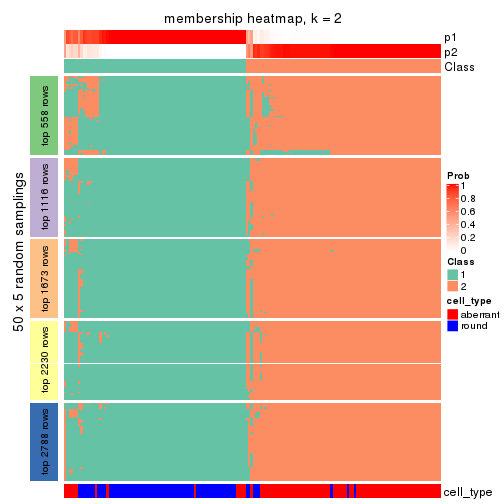 membership heatmap, k = 2
p1
p2
Class
50 x 5 random samplings
top 558 rows
top 1116 rows
top 1673 rows
top 2230 rows
top 2788 rows
Prob
1
0.8
0.6
0.4
0.2
0
Class
1
2
cell_type
aberrant
round
cell_type